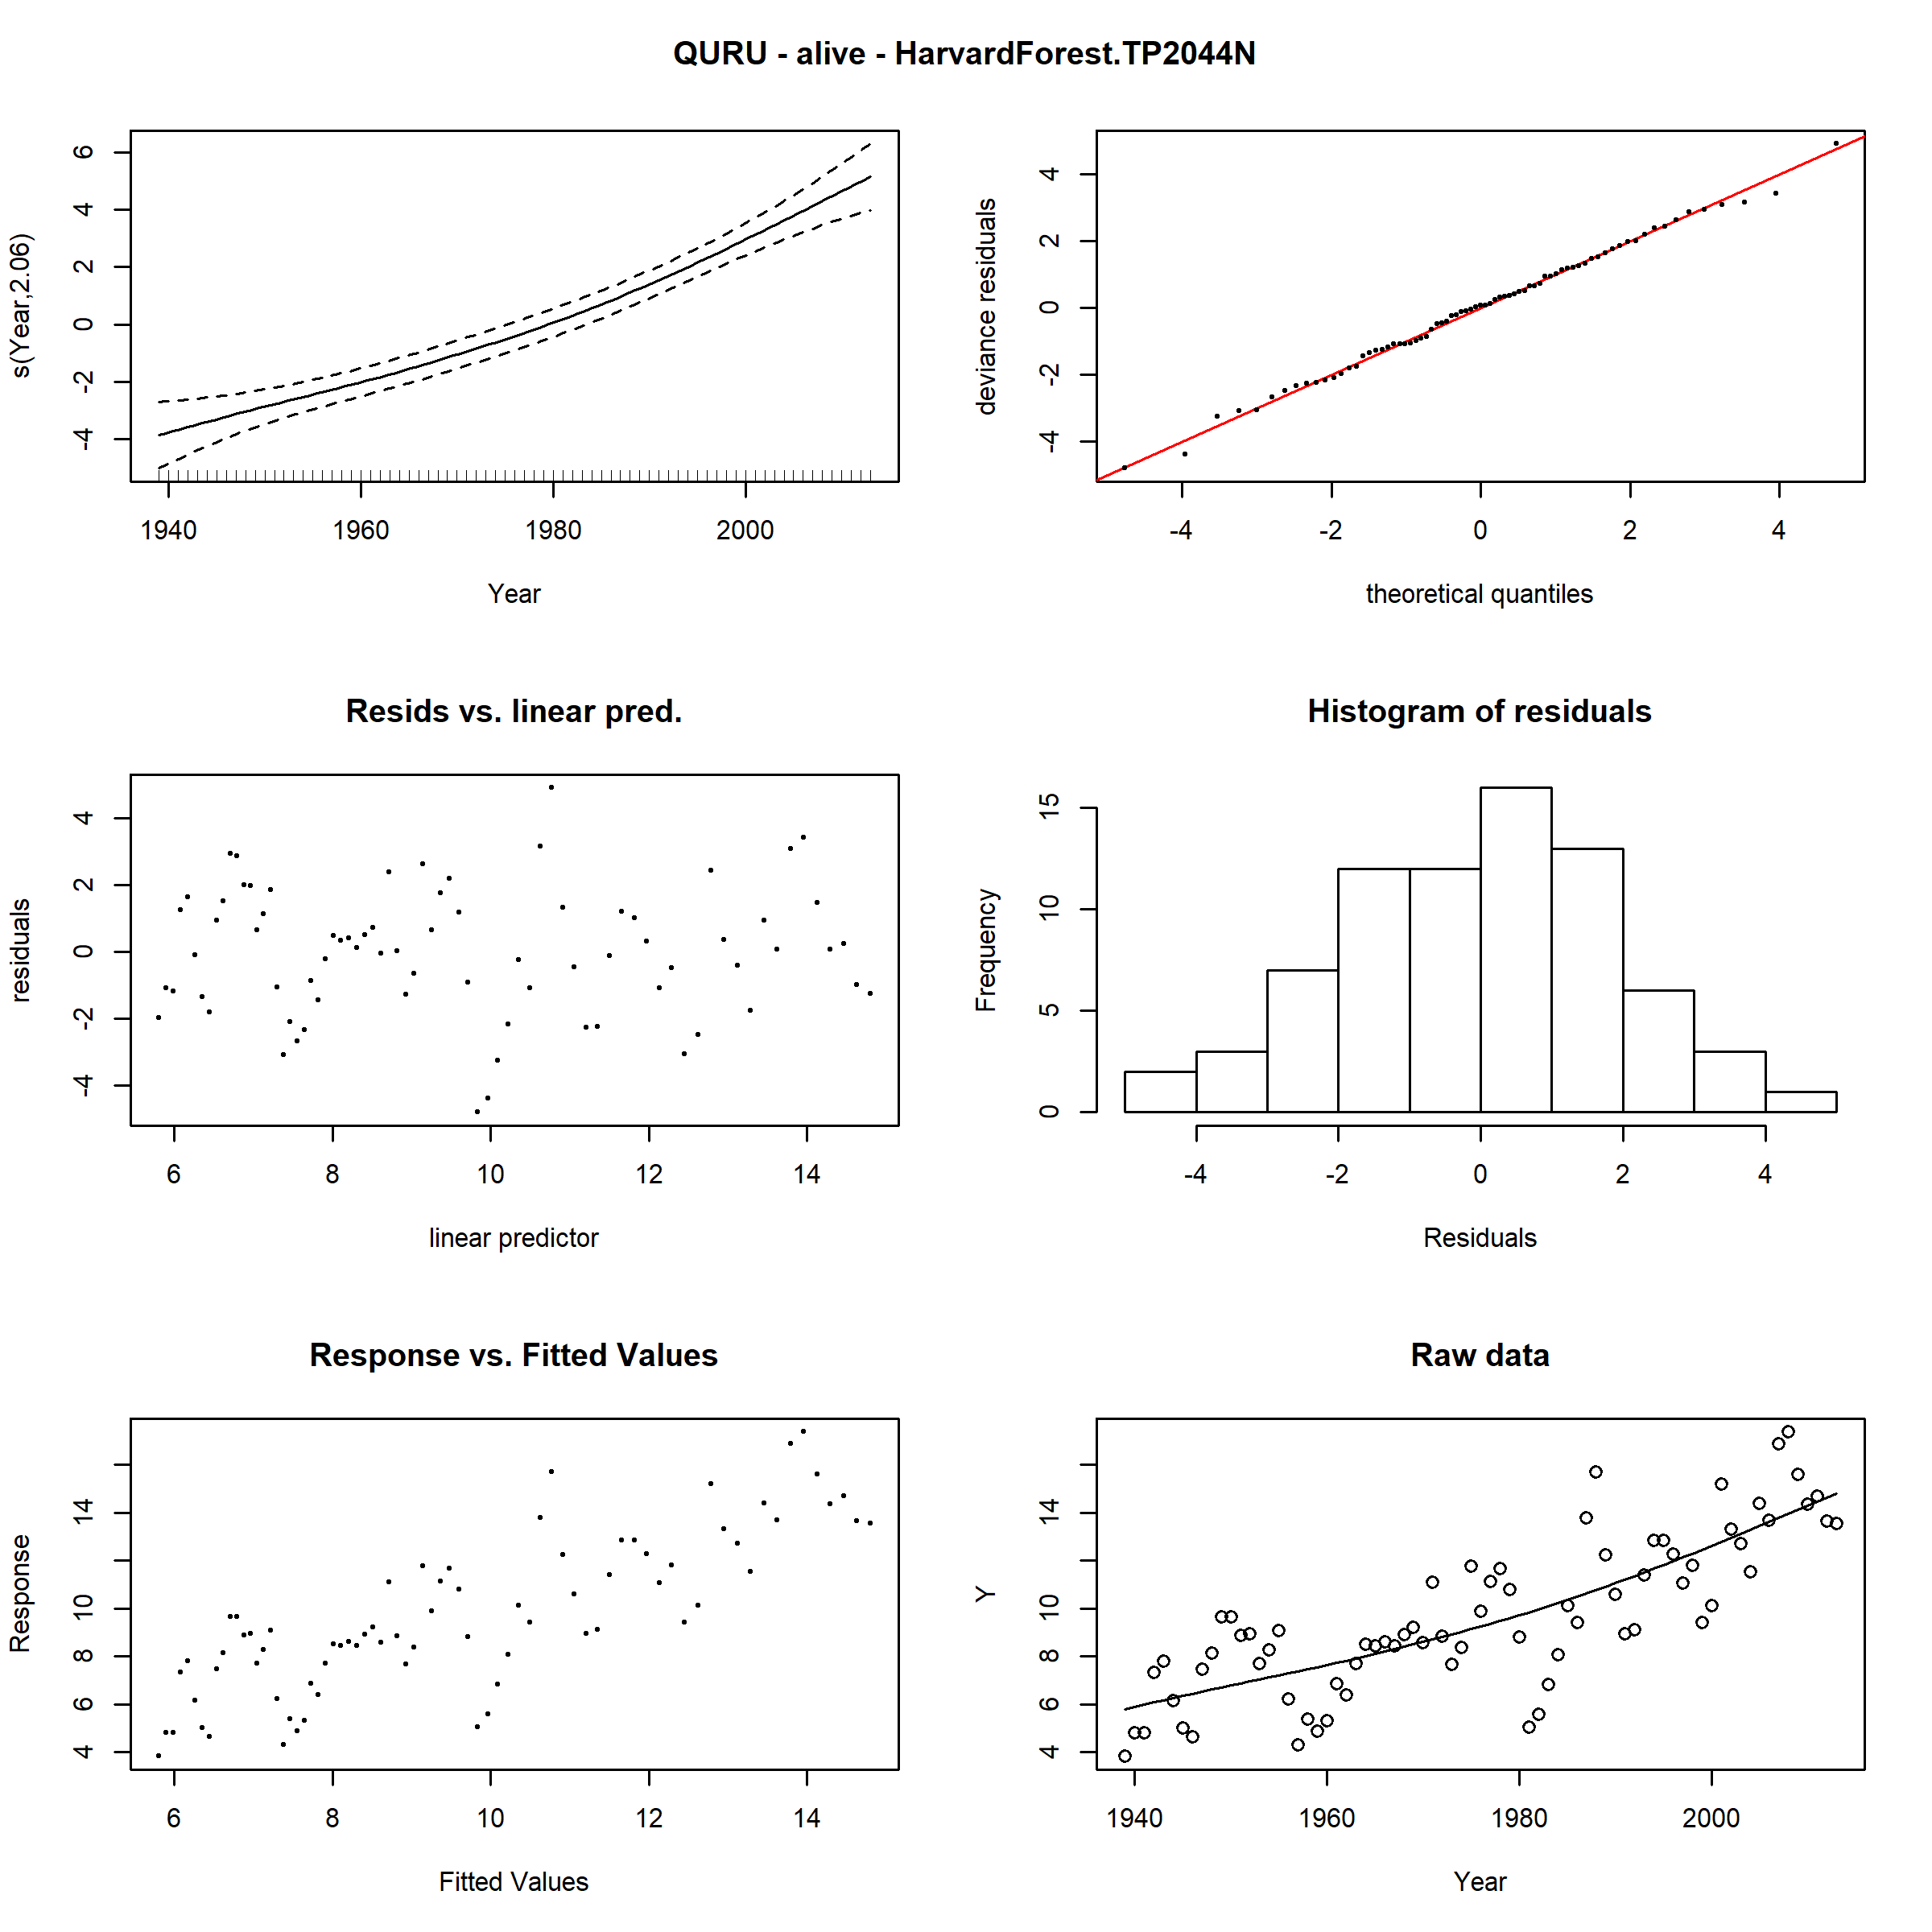 QURU - alive - HarvardForest.TP2044N
s(Year,2.06)
6
4
2
0
-2
-4
1940 1960 1980 2000
Year
deviance residuals
4
2
0
-2
-4
-4 -2 0 2 4
theoretical quantiles
Resids vs. linear pred.
residuals
4
2
0
-2
-4
6 8 10 12 14
linear predictor
Histogram of residuals
Frequency
15
10
5
0
-4 -2 0 2 4
Residuals
Response vs. Fitted Values
Response
14
10
8
6
4
6 8 10 12 14
Fitted Values
Raw data
Y
14
10
8
6
4
1940 1960 1980 2000
Year